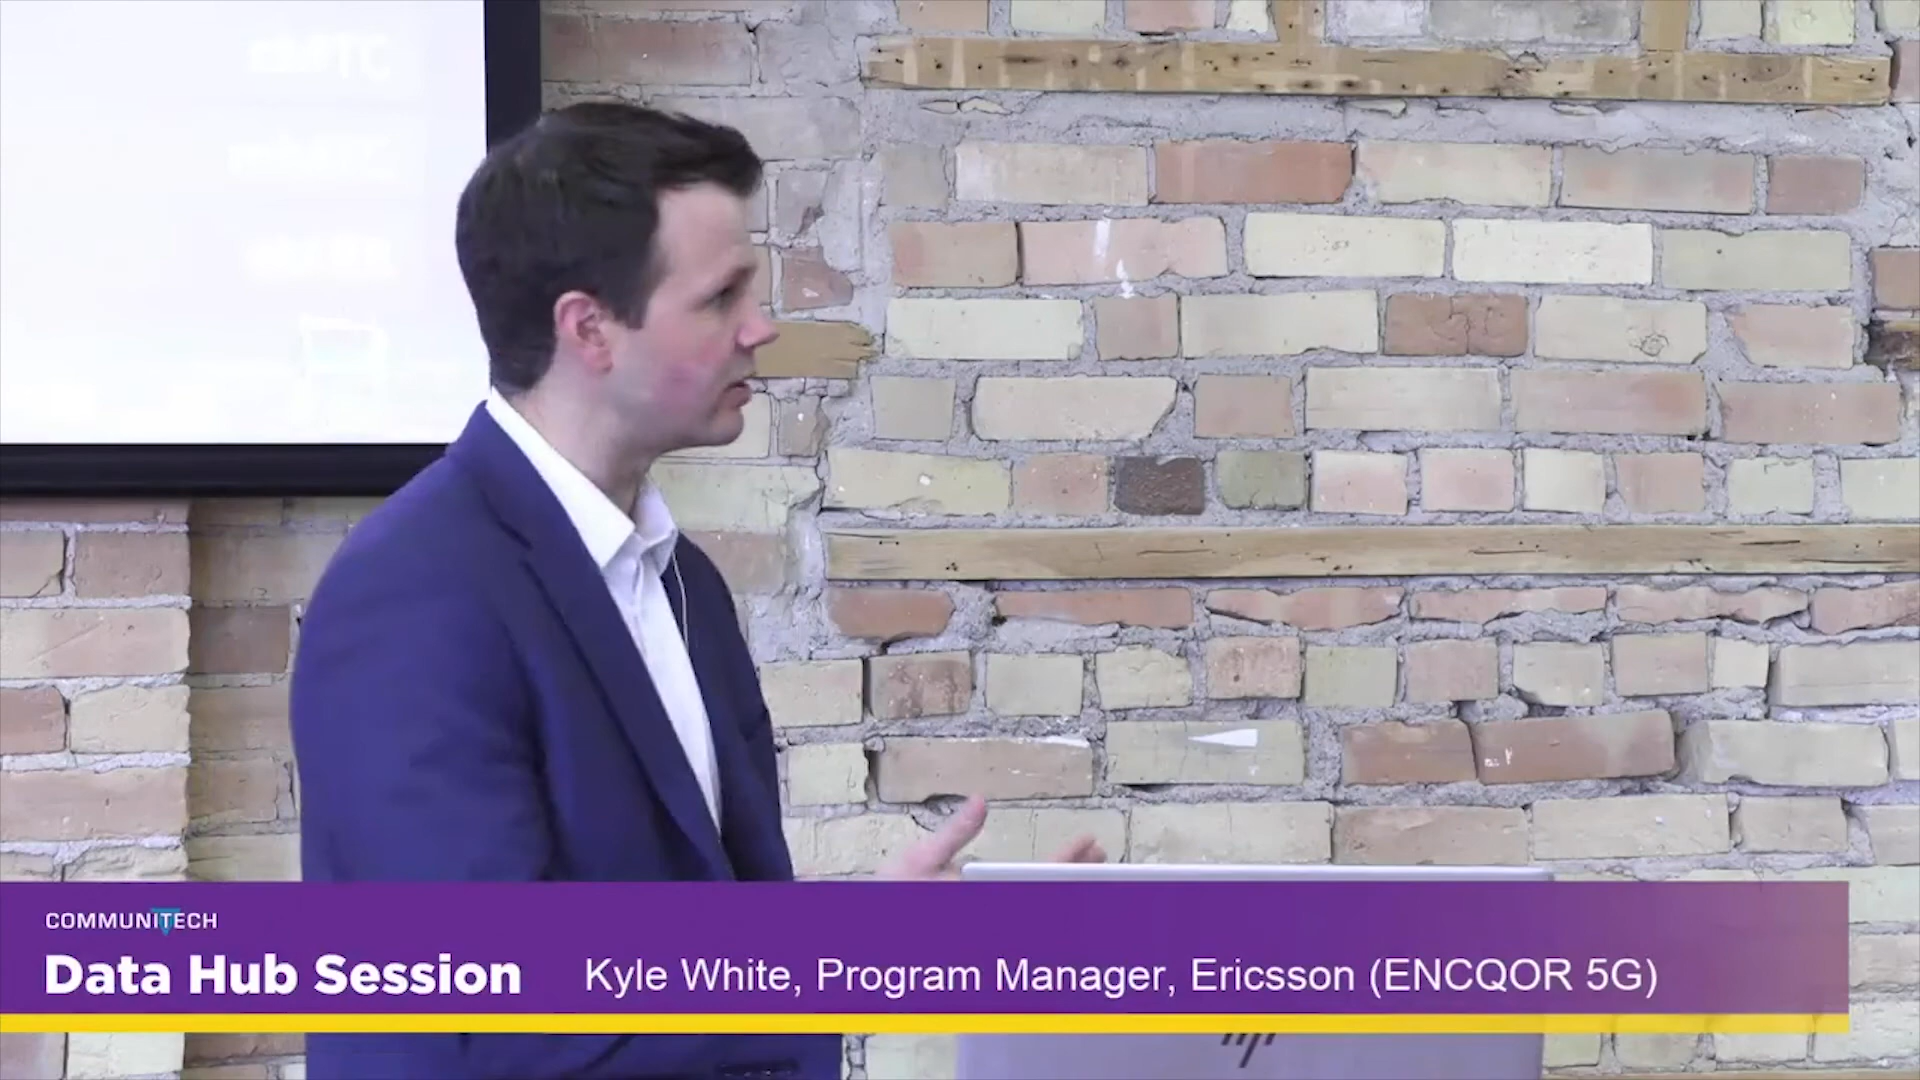 COMMUNITECH
Data Hub Session
Kyle White, Program Manager, Ericsson (ENCQOR 5G)